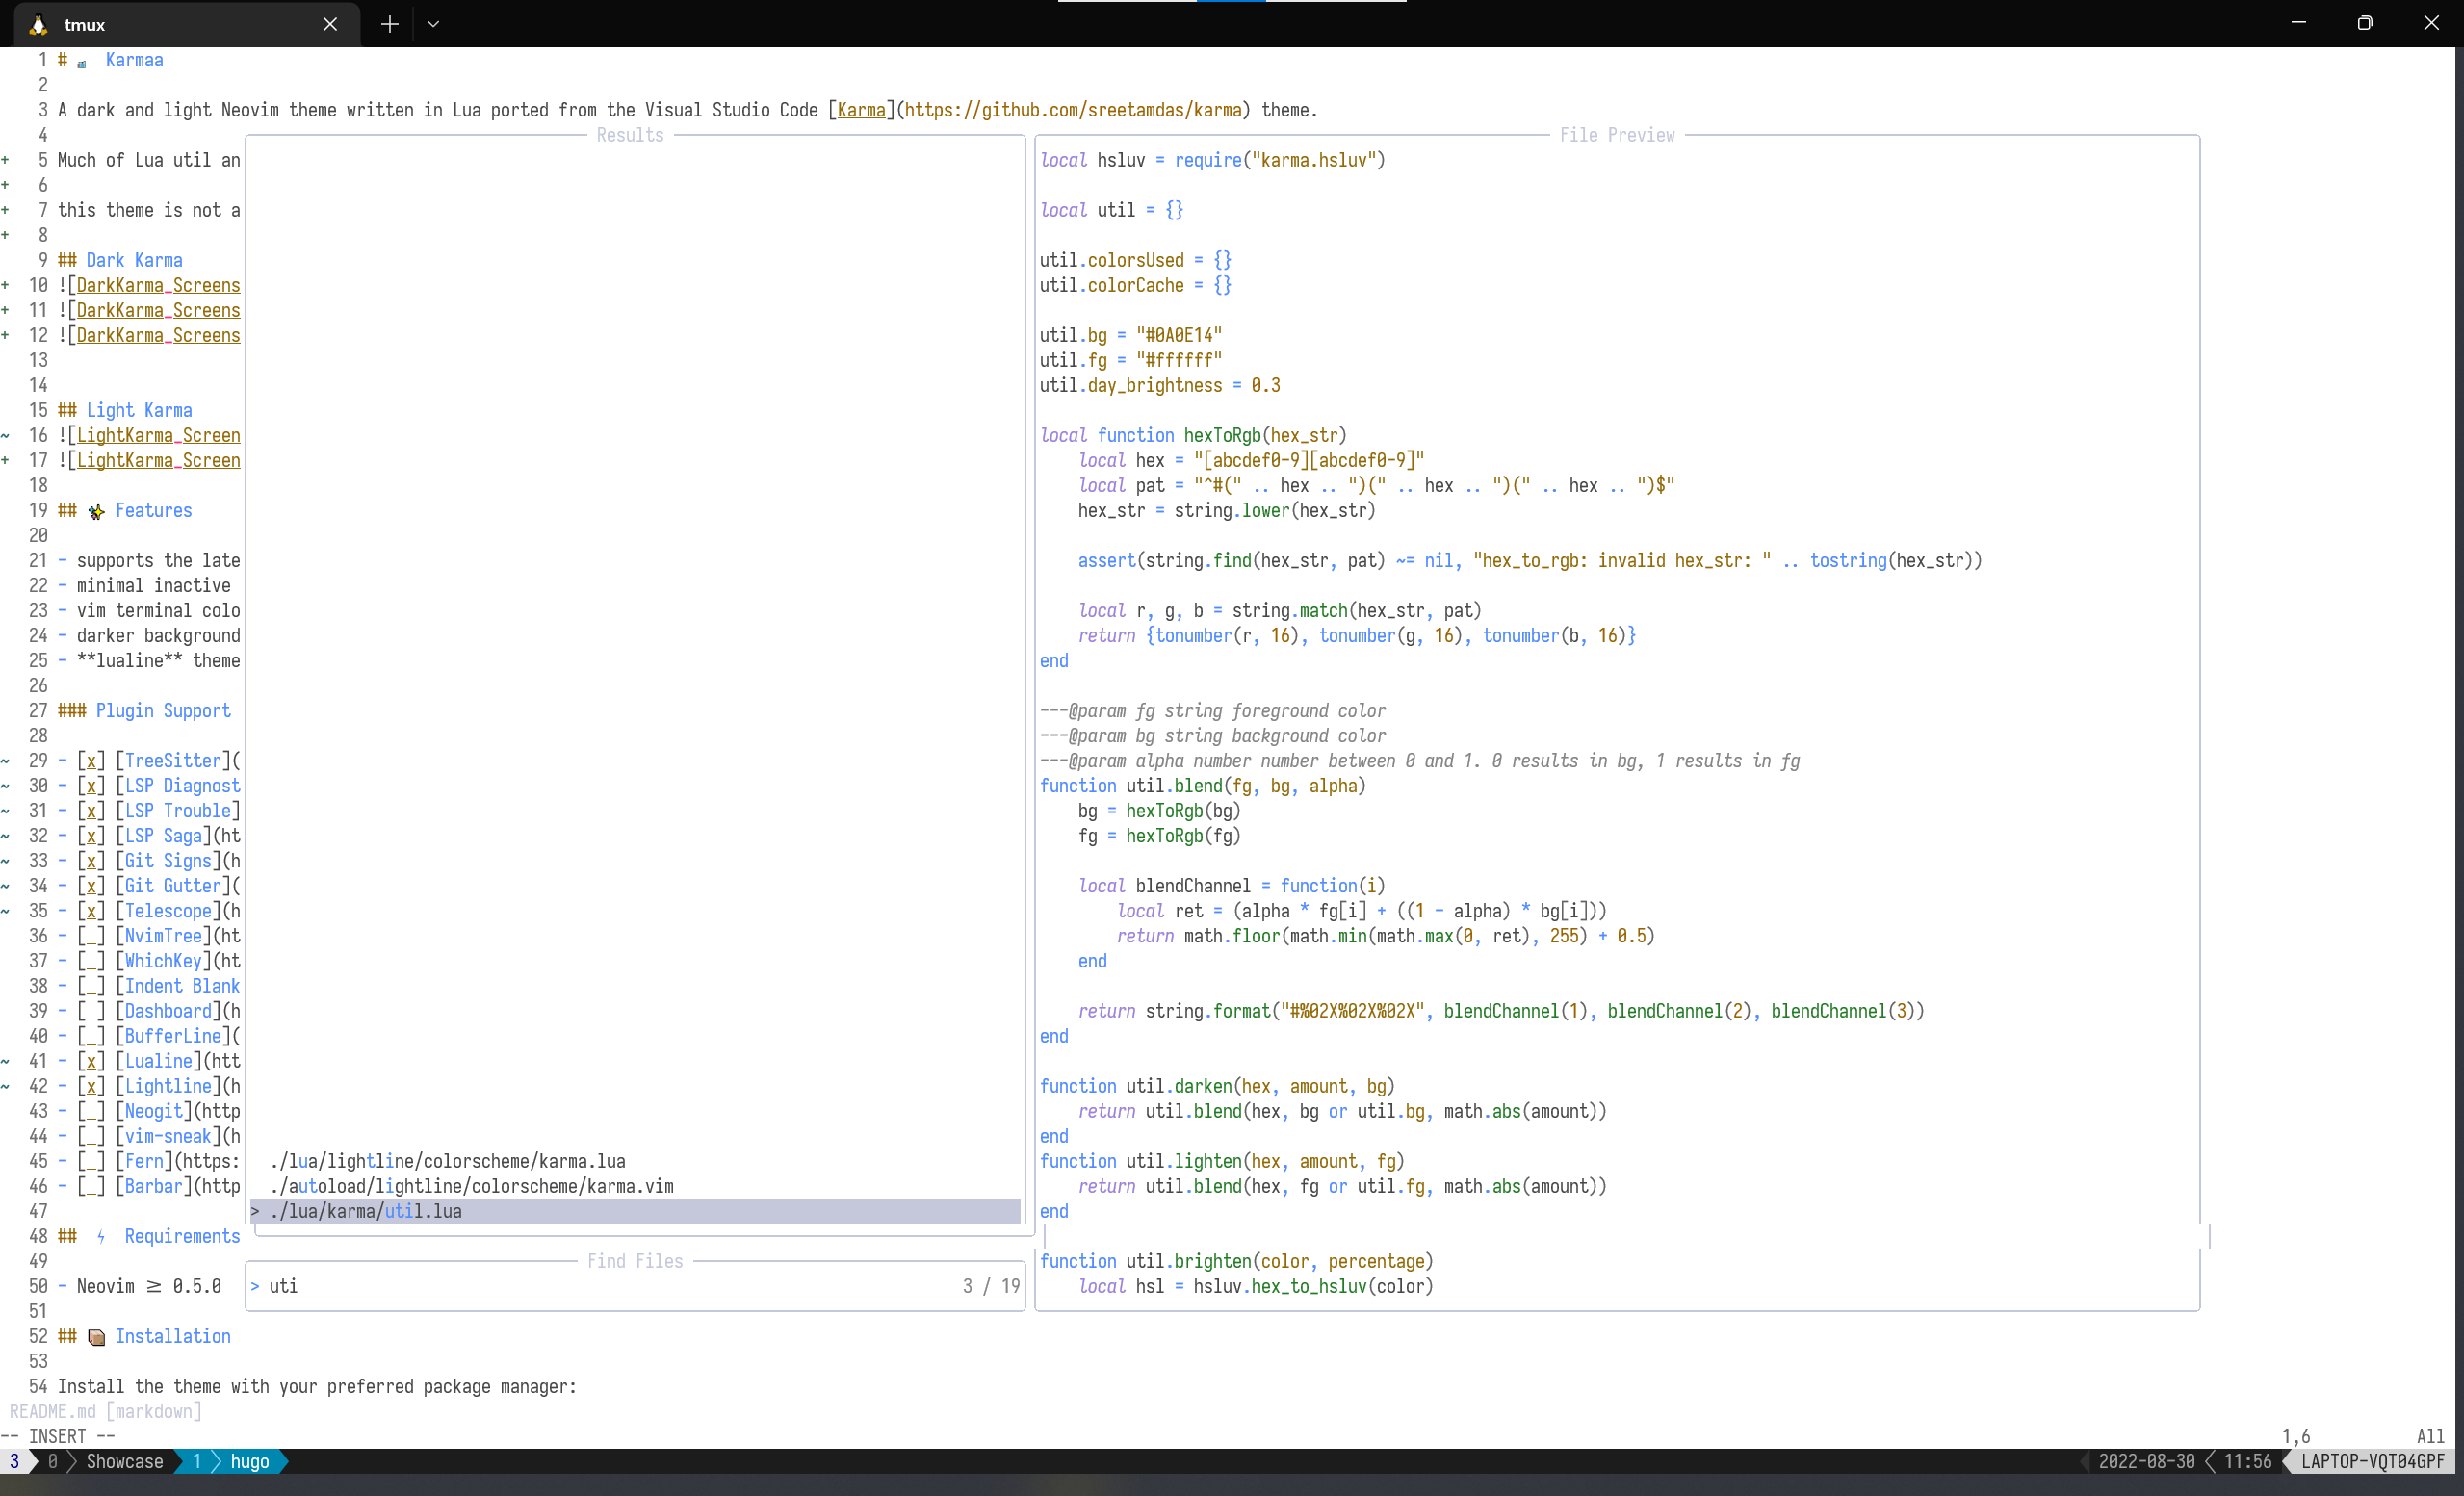 tmux
1 # Karmaa
2
3 A dark and light Neovim theme written in Lua ported from the Visual Studio Code [Karma](https://github.com/sreetamdas/karma) theme.
4
+ 5 Much of Lua util an
+ 6
+ 7 this theme is not a
+ 8
9 ## Dark Karma
+ 10 ![DarkKarma_Screens
+ 11 ![DarkKarma_Screens
+ 12 ![DarkKarma_Screens
13
14
15 ## Light Karma
~ 16 ![LightKarma_Screen
+ 17 ![LightKarma_Screen
18
19 ## ✨ Features
20
21 - supports the late
22 - minimal inactive
23 - vim terminal colo
24 - darker background
25 - **lualine** theme
26
27 ### Plugin Support
28
~ 29 - [x] [TreeSitter](
~ 30 - [x] [LSP Diagnost
~ 31 - [x] [LSP Trouble]
~ 32 - [x] [LSP Saga](ht
~ 33 - [x] [Git Signs](h
~ 34 - [x] [Git Gutter](
~ 35 - [x] [Telescope](h
36 - [_] [NvimTree](ht
37 - [_] [WhichKey](ht
38 - [_] [Indent Blank
39 - [_] [Dashboard](h
40 - [_] [BufferLine](
~ 41 - [x] [Lualine](htt
~ 42 - [x] [Lightline](h
43 - [_] [Neogit](http
44 - [_] [vim-sneak](h
45 - [_] [Fern](https:
46 - [_] [Barbar](http
47
48 ## ⚡ Requirements
49
50 - Neovim ≥ 0.5.0
51
52 ## 📦 Installation
53
54 Install the theme with your preferred package manager:
Results
./lua/lightline/colorscheme/karma.lua
./autoload/lightline/colorscheme/karma.vim
> ./lua/karma/util.lua
Find Files
> uti 3 / 19
File Preview
local hsluv = require("karma.hsluv")
local util = {}
util.colorsUsed = {}
util.colorCache = {}
util.bg = "#0A0E14"
util.fg = "#ffffff"
util.day_brightness = 0.3
local function hexToRgb(hex_str)
local hex = "[abcdef0-9][abcdef0-9]"
local pat = "^#(" .. hex .. ")(" .. hex .. ")(" .. hex .. ")$"
hex_str = string.lower(hex_str)
assert(string.find(hex_str, pat) ~= nil, "hex_to_rgb: invalid hex_str: " .. tostring(hex_str))
local r, g, b = string.match(hex_str, pat)
return {tonumber(r, 16), tonumber(g, 16), tonumber(b, 16)}
end
---@param fg string foreground color
---@param bg string background color
---@param alpha number number between 0 and 1. 0 results in bg, 1 results in fg
function util.blend(fg, bg, alpha)
bg = hexToRgb(bg)
fg = hexToRgb(fg)
local blendChannel = function(i)
local ret = (alpha * fg[i] + ((1 - alpha) * bg[i]))
return math.floor(math.min(math.max(0, ret), 255) + 0.5)
end
return string.format("#%02X%02X%02X", blendChannel(1), blendChannel(2), blendChannel(3))
end
function util.darken(hex, amount, bg)
return util.blend(hex, bg or util.bg, math.abs(amount))
end
function util.lighten(hex, amount, fg)
return util.blend(hex, fg or util.fg, math.abs(amount))
end
function util.brighten(color, percentage)
local hsl = hsluv.hex_to_hsluv(color)
README.md [markdown]
-- INSERT -- 1,6 All
3 0 Showcase 1 hugo 2022-08-30 11:56 LAPTOP-VQT04GPF